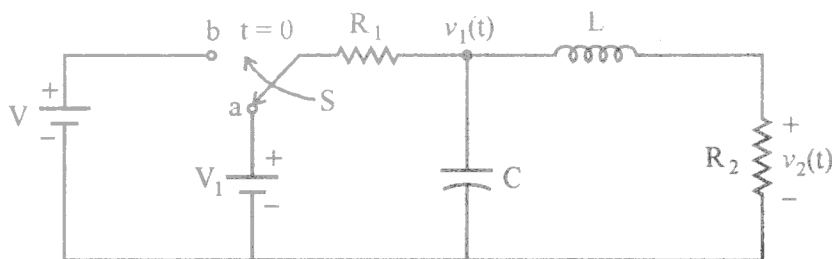 b t = 0 R₁ v₁(t) L
+
V
−
a S
V₁ + −
C
R₂ + v₂(t) −